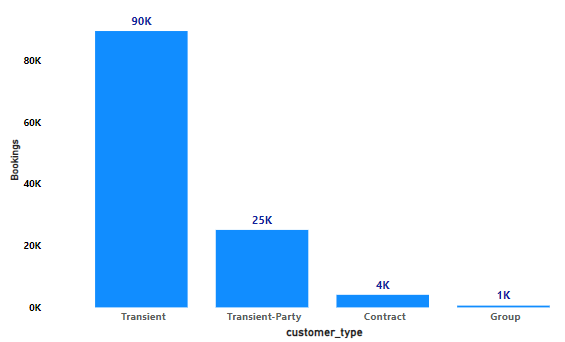 90K
80K
60K
Bookings
40K
25K
20K
4K
1K
0K
Transient Transient-Party Contract Group
customer_type